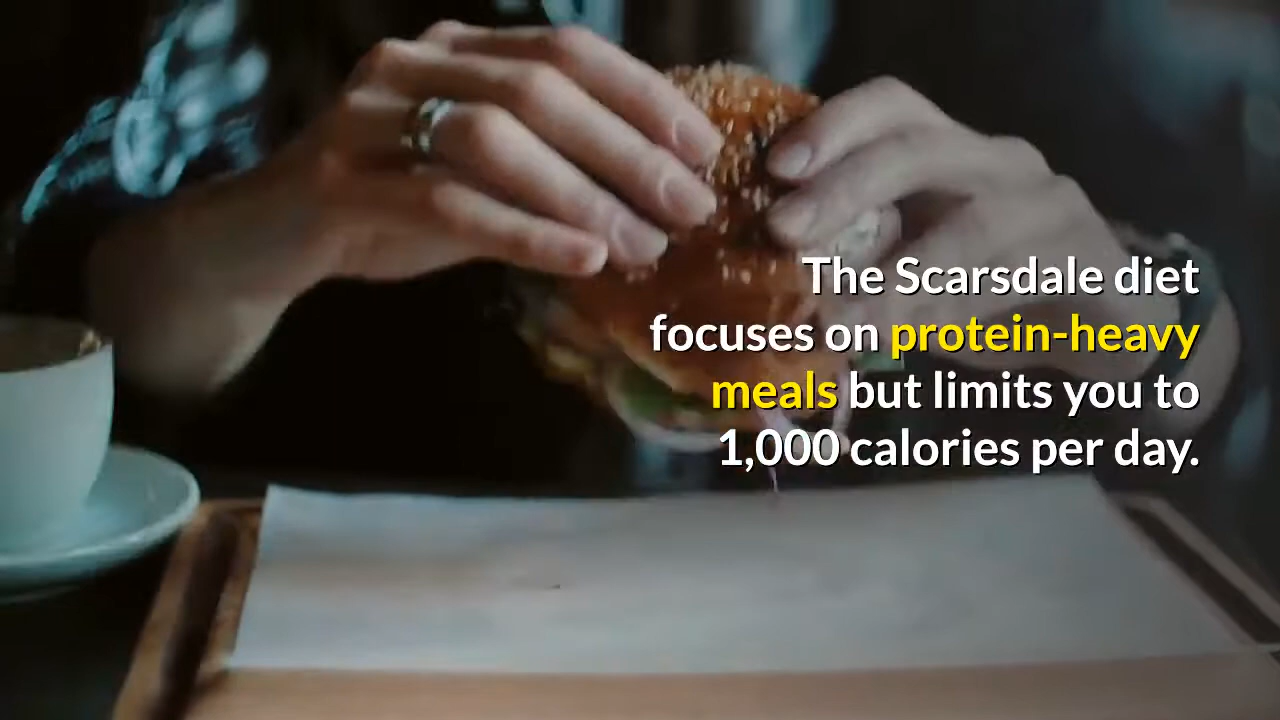 The Scarsdale diet
focuses on protein-heavy
meals but limits you to
1,000 calories per day.